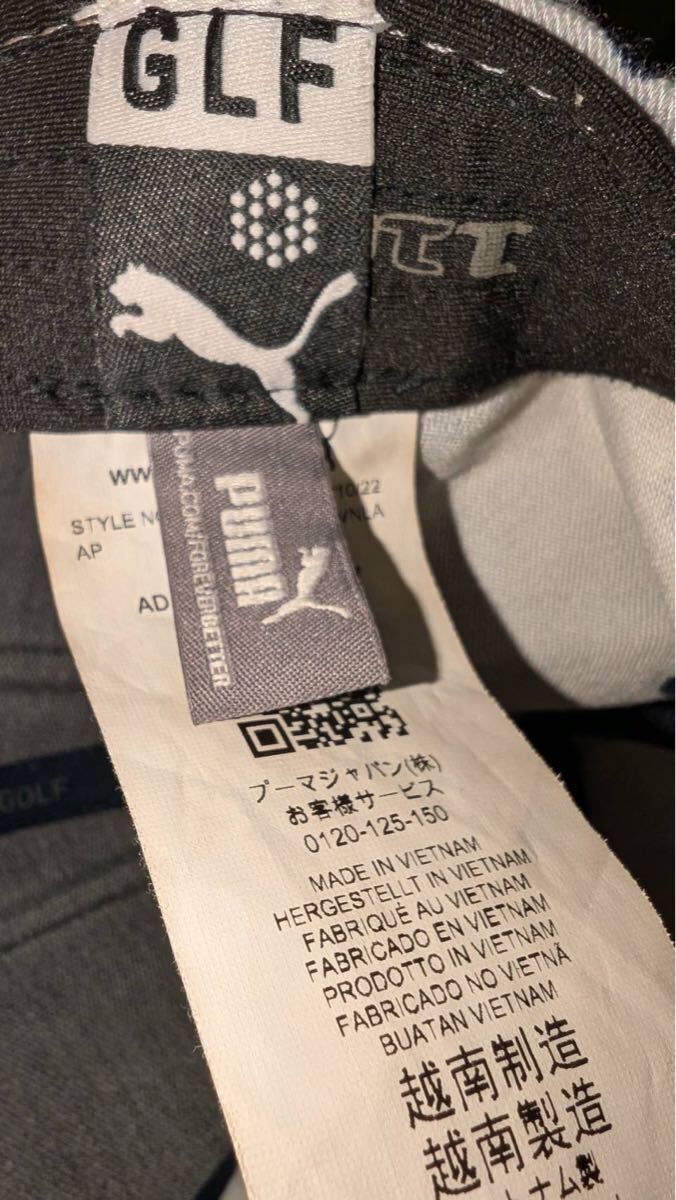 GLF
PUMA.COM/FOREVERBETTER
PUMA
STYLE
AP
AD
GOLF
プーマジャパン(株)
お客様サービス
0120-125-150
MADE IN VIETNAM
HERGESTELLT IN VIETNAM
FABRIQUÉ AU VIETNAM
FABRICADO EN VIETNAM
PRODOTTO IN VIETNAM
FABRICADO NO VIETNÃ
BUATAN VIETNAM
越南制造
越南製造